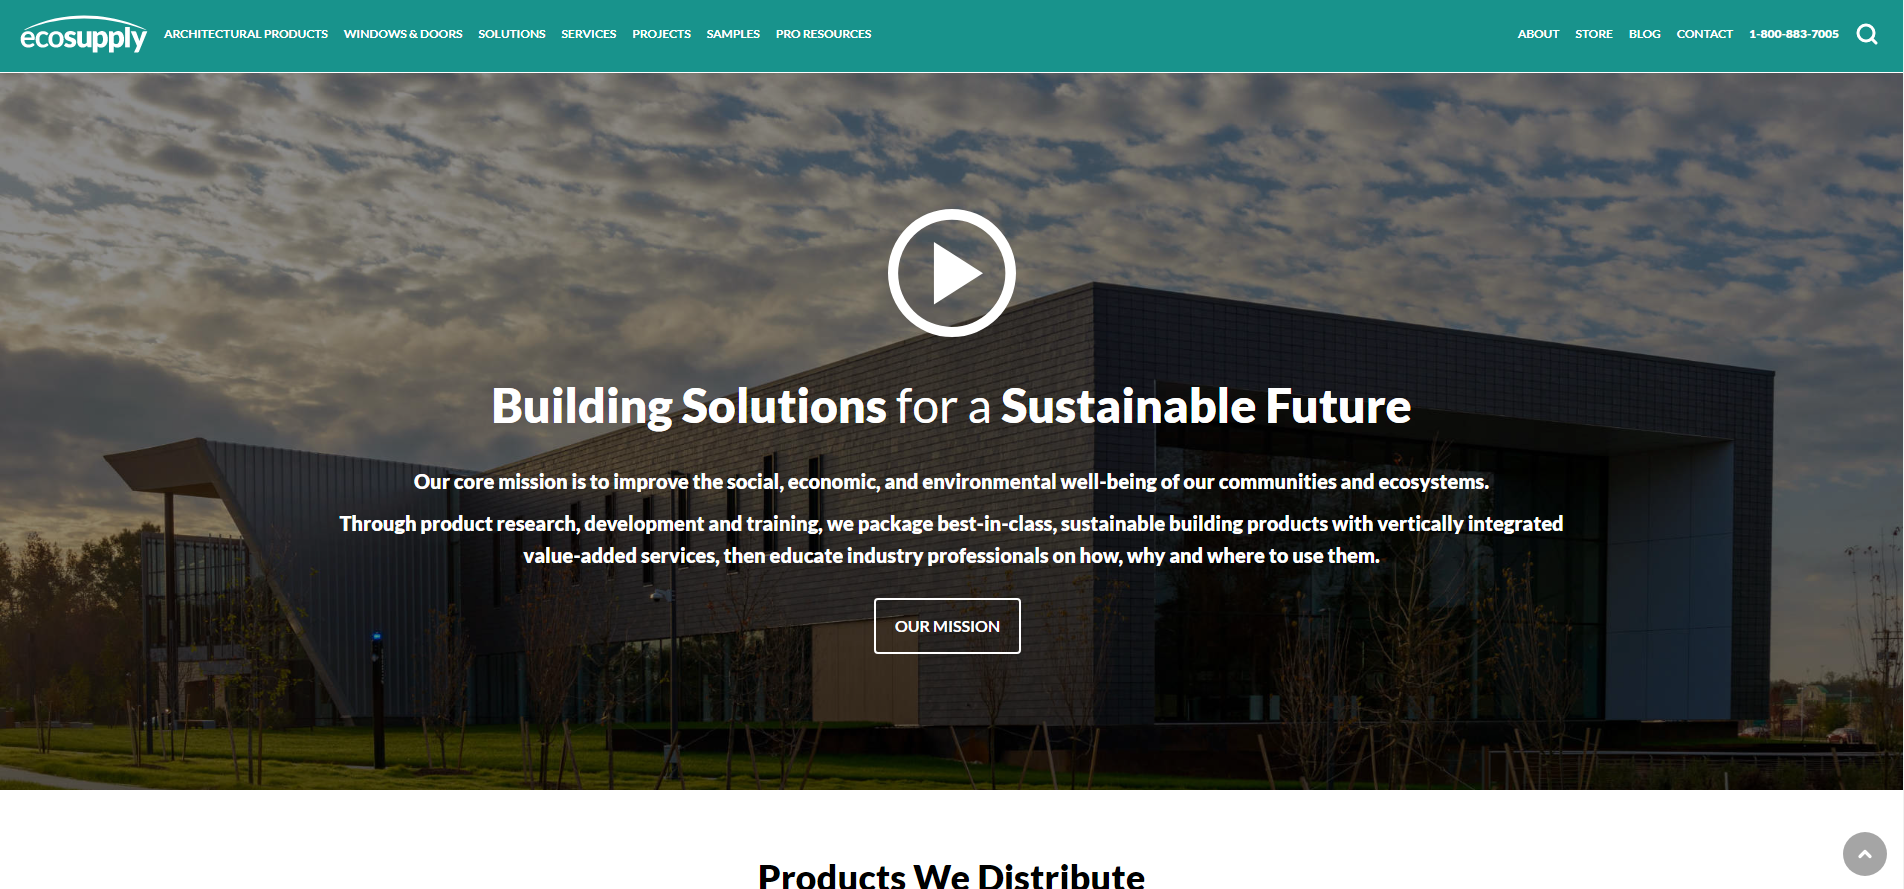 ecosupply
ARCHITECTURAL PRODUCTS WINDOWS & DOORS SOLUTIONS SERVICES PROJECTS SAMPLES PRO RESOURCES
ABOUT STORE BLOG CONTACT 1-800-883-7005
Building Solutions for a Sustainable Future
Our core mission is to improve the social, economic, and environmental well-being of our communities and ecosystems.
Through product research, development and training, we package best-in-class, sustainable building products with vertically integrated
value-added services, then educate industry professionals on how, why and where to use them.
OUR MISSION
Products We Distribute